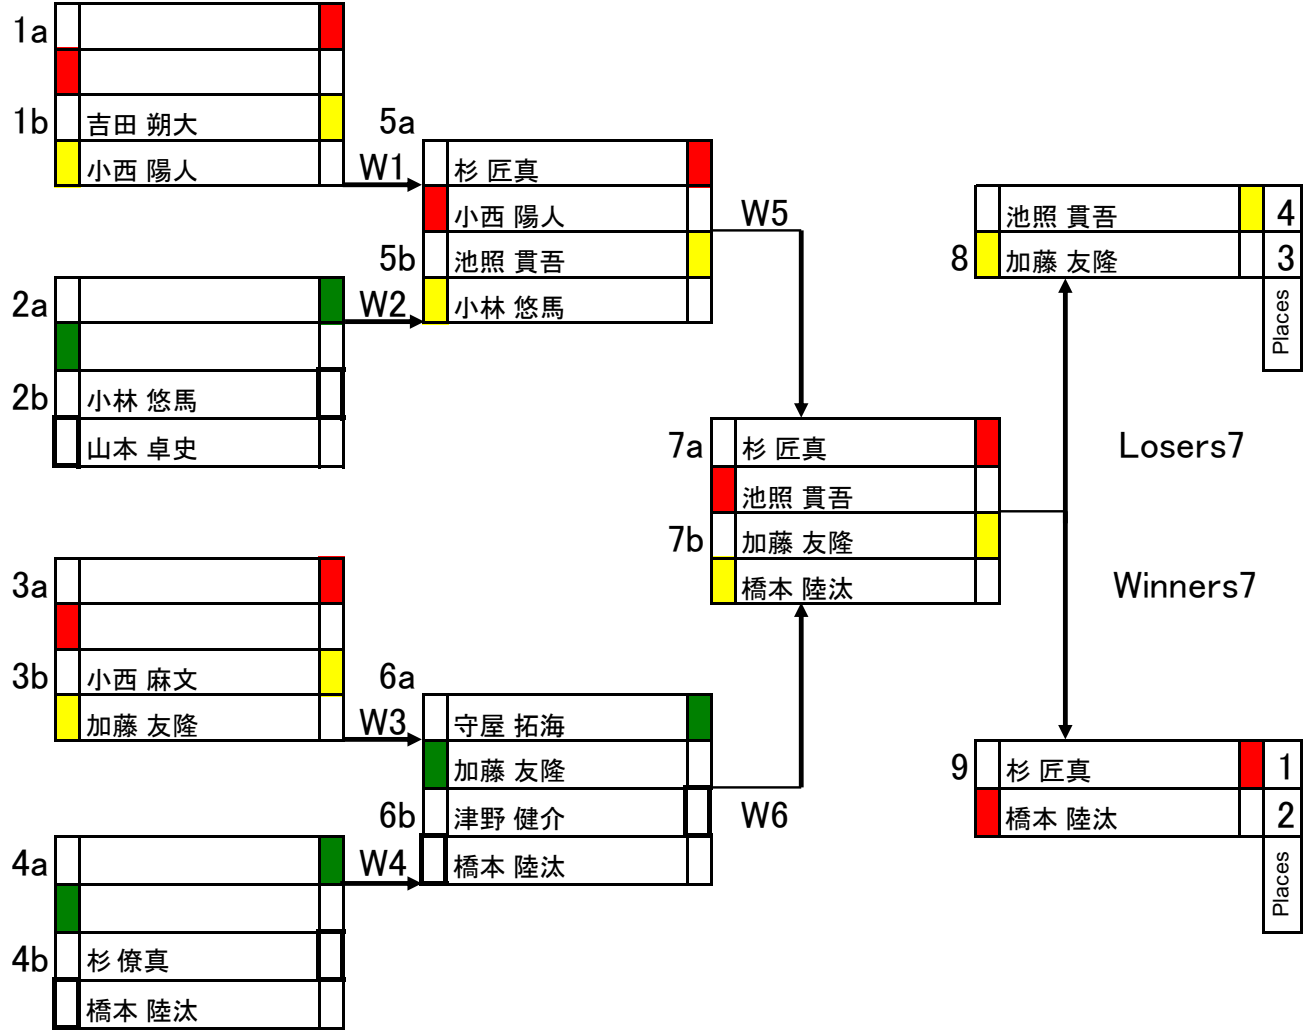 1a
1b 吉田 朔大
小西 陽人
W1
2a
2b 小林 悠馬
山本 卓史
W2
3a
3b 小西 麻文
加藤 友隆
W3
4a
4b 杉 僚真
橋本 陸汰
W4
5a
杉 匠真
小西 陽人
5b 池照 貫吾
小林 悠馬
W5
6a
守屋 拓海
加藤 友隆
6b 津野 健介
橋本 陸汰
W6
7a 杉 匠真
池照 貫吾
7b 加藤 友隆
橋本 陸汰
池照 貫吾 4
8 加藤 友隆 3
Places
Losers7
Winners7
9 杉 匠真 1
橋本 陸汰 2
Places